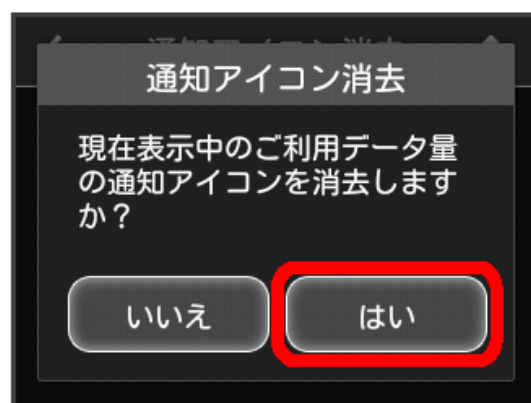 通知アイコン消去
現在表示中のご利用データ量
の通知アイコンを消去します
か？
いいえ
はい